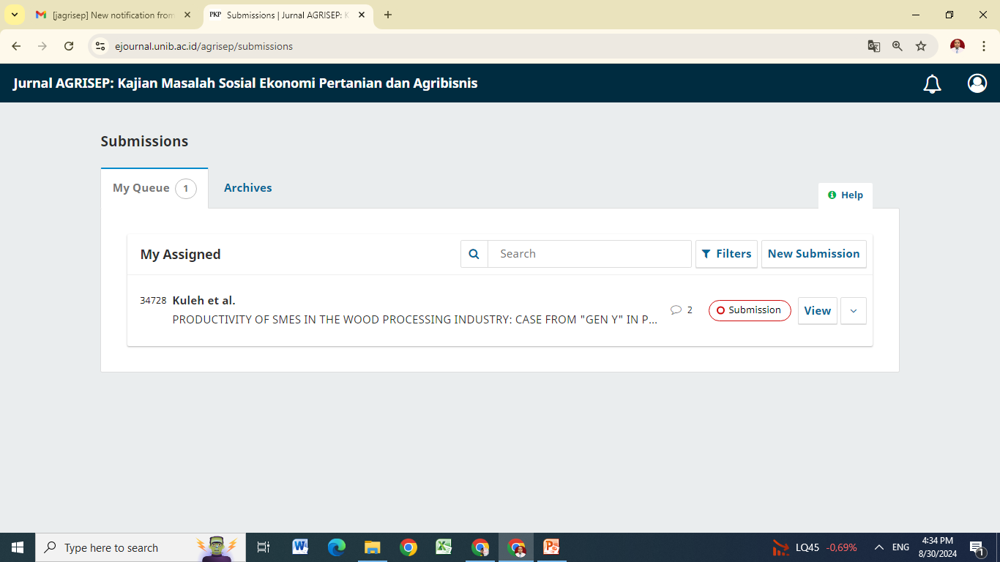 [jagrisep] New notification from
PKP Submissions | Jurnal AGRISEP: K
ejournal.unib.ac.id/agrisep/submissions
Jurnal AGRISEP: Kajian Masalah Sosial Ekonomi Pertanian dan Agribisnis
Submissions
My Queue 1 Archives
Help
My Assigned Search Filters New Submission
34728 Kuleh et al.
PRODUCTIVITY OF SMES IN THE WOOD PROCESSING INDUSTRY: CASE FROM "GEN Y" IN P... 2 Submission View
Type here to search LQ45 -0,69% ENG 4:34 PM
8/30/2024 1